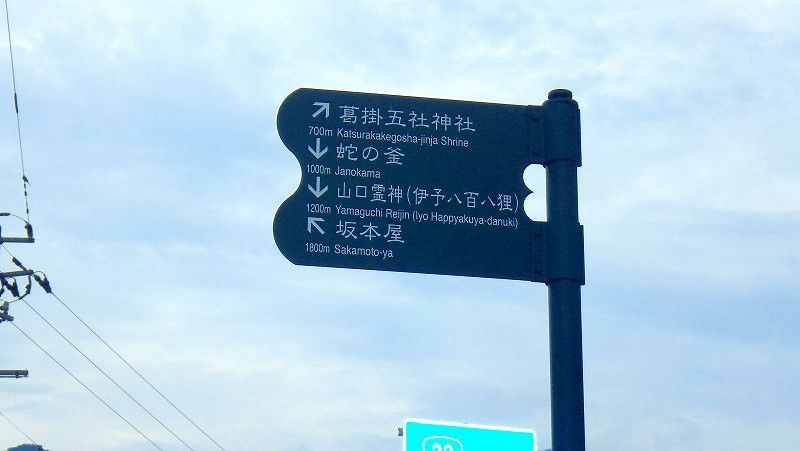 ↗ 葛掛五社神社
700m Katsurakakegosha-jinja Shrine
↓ 蛇の釜
1000m Janokama
↓ 山口霊神(伊予八百八狸)
1200m Yamaguchi Reijin (Iyo Happyakuya-danuki)
↖ 坂本屋
1800m Sakamoto-ya